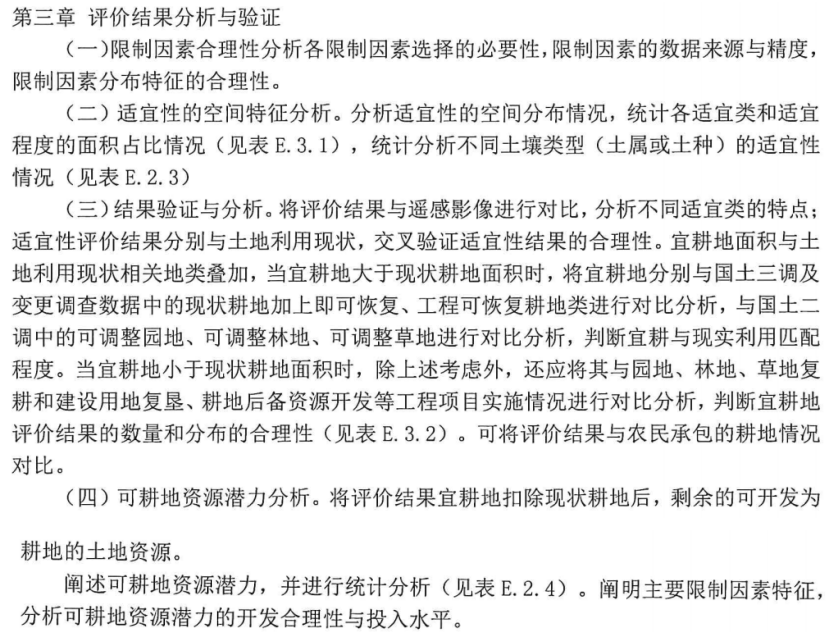 第三章 评价结果分析与验证
（一）限制因素合理性分析各限制因素选择的必要性，限制因素的数据来源与精度，
限制因素分布特征的合理性。
（二）适宜性的空间特征分析。分析适宜性的空间分布情况，统计各适宜类和适宜
程度的面积占比情况（见表 E.3.1），统计分析不同土壤类型（土属或土种）的适宜性
情况（见表 E.2.3）
（三）结果验证与分析。将评价结果与遥感影像进行对比，分析不同适宜类的特点；
适宜性评价结果分别与土地利用现状，交叉验证适宜性结果的合理性。宜耕地面积与土
地利用现状相关地类叠加，当宜耕地大于现状耕地面积时，将宜耕地分别与国土三调及
变更调查数据中的现状耕地加上即可恢复、工程可恢复耕地类进行对比分析，与国土二
调中的可调整园地、可调整林地、可调整草地进行对比分析，判断宜耕与现实利用匹配
程度。当宜耕地小于现状耕地面积时，除上述考虑外，还应将其与园地、林地、草地复
耕和建设用地复垦、耕地后备资源开发等工程项目实施情况进行对比分析，判断宜耕地
评价结果的数量和分布的合理性（见表 E.3.2）。可将评价结果与农民承包的耕地情况
对比。
（四）可耕地资源潜力分析。将评价结果宜耕地扣除现状耕地后，剩余的可开发为
耕地的土地资源。
阐述可耕地资源潜力，并进行统计分析（见表 E.2.4）。阐明主要限制因素特征，
分析可耕地资源潜力的开发合理性与投入水平。